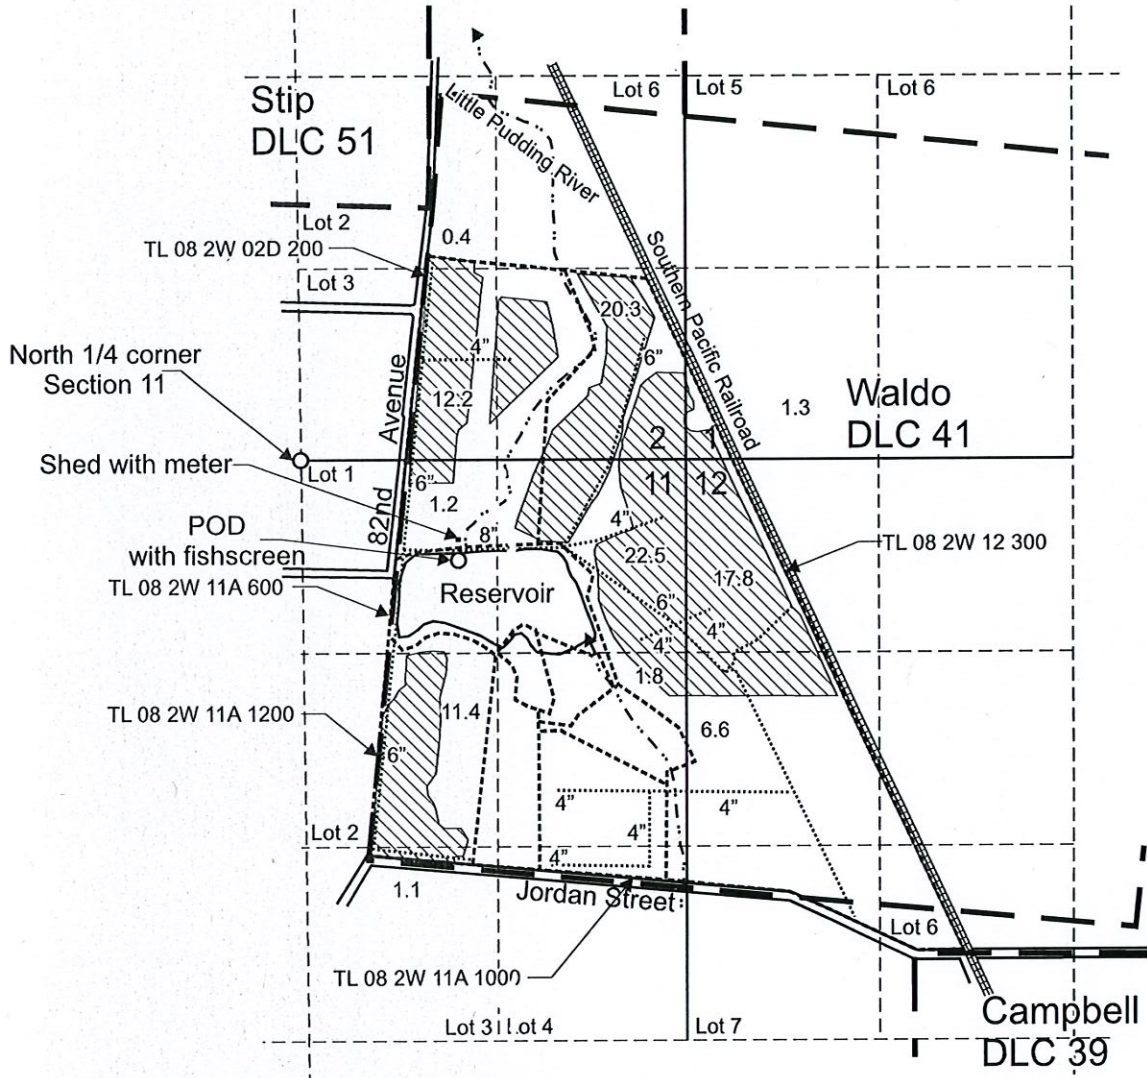 Lot 6
Lot 5
Lot 6
Stip
DLC 51
Little Pudding River
Lot 2
TL 08 2W 02D 200
0.4
Lot 3
Southern Pacific Railroad
20.3
6”
4”
North 1/4 corner
Section 11
82nd Avenue
12.2
Waldo
DLC 41
1.3
2
1
Shed with meter
Lot 1
6”
11
12
1.2
POD
with fishscreen
8”
4”
TL 08 2W 12 300
22.5
17.8
TL 08 2W 11A 600
Reservoir
6”
4”
4”
1.8
TL 08 2W 11A 1200
11.4
6.6
6”
4”
4”
4”
Lot 2
4”
1.1
Jordan Street
Lot 6
TL 08 2W 11A 1000
Lot 3
Lot 4
Lot 7
Campbell
DLC 39